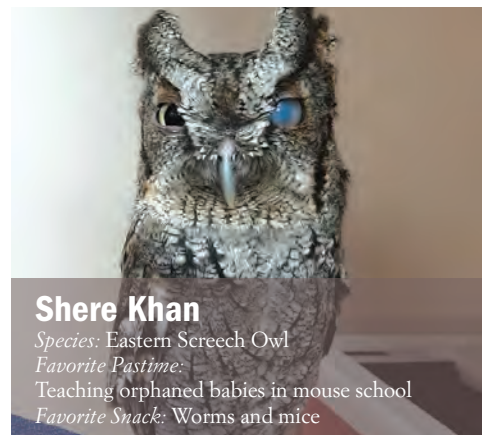 Shere Khan
Species: Eastern Screech Owl
Favorite Pastime:
Teaching orphaned babies in mouse school
Favorite Snack: Worms and mice